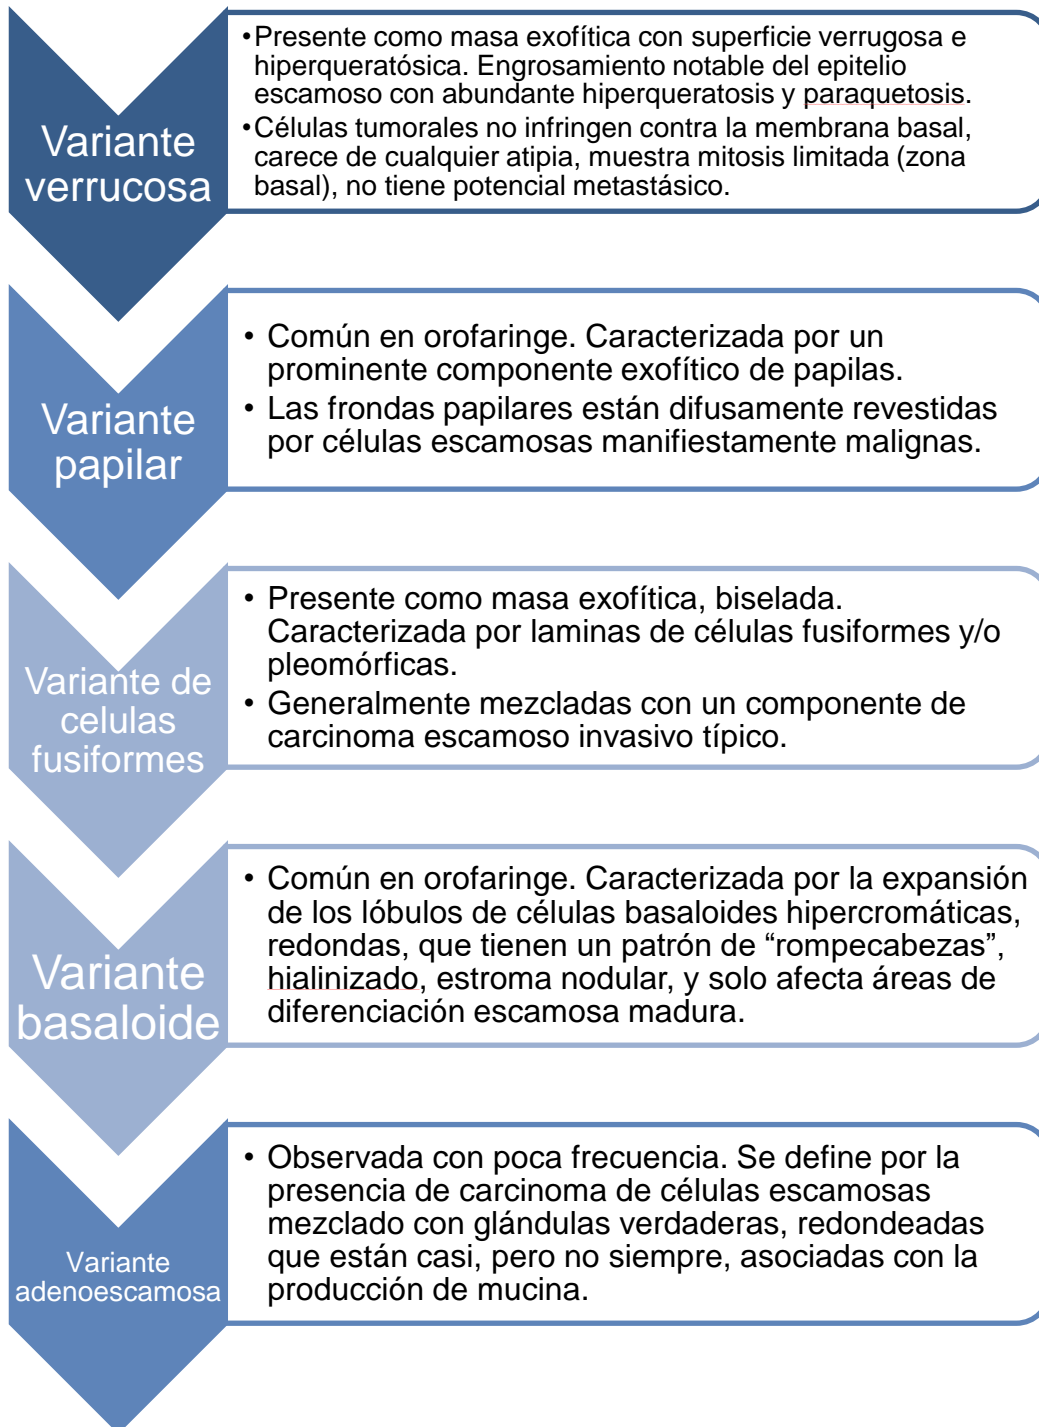 Variante
verrucosa
•Presente como masa exofítica con superficie verrugosa e
hiperqueratósica. Engrosamiento notable del epitelio
escamoso con abundante hiperqueratosis y paraquetosis.
•Células tumorales no infringen contra la membrana basal,
carece de cualquier atipia, muestra mitosis limitada (zona
basal), no tiene potencial metastásico.
Variante
papilar
• Común en orofaringe. Caracterizada por un
prominente componente exofítico de papilas.
• Las frondas papilares están difusamente revestidas
por células escamosas manifiestamente malignas.
Variante de
celulas
fusiformes
• Presente como masa exofítica, biselada.
Caracterizada por laminas de células fusiformes y/o
pleomórficas.
• Generalmente mezcladas con un componente de
carcinoma escamoso invasivo típico.
Variante
basaloide
• Común en orofaringe. Caracterizada por la expansión
de los lóbulos de células basaloides hipercromáticas,
redondas, que tienen un patrón de “rompecabezas”,
hialinizado, estroma nodular, y solo afecta áreas de
diferenciación escamosa madura.
Variante
adenoescamosa
• Observada con poca frecuencia. Se define por la
presencia de carcinoma de células escamosas
mezclado con glándulas verdaderas, redondeadas
que están casi, pero no siempre, asociadas con la
producción de mucina.